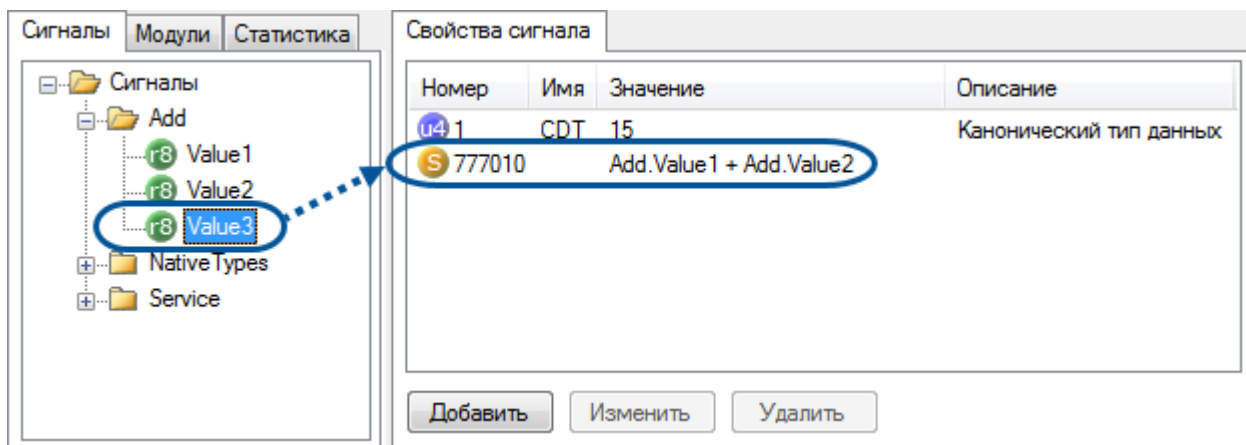 Сигналы Модули Статистика
Сигналы
Add
r8 Value1
r8 Value2
r8 Value3
NativeTypes
Service
Свойства сигнала
Номер Имя Значение Описание
u4 1 CDT 15 Канонический тип данных
S 777010 Add.Value1 + Add.Value2
Добавить Изменить Удалить